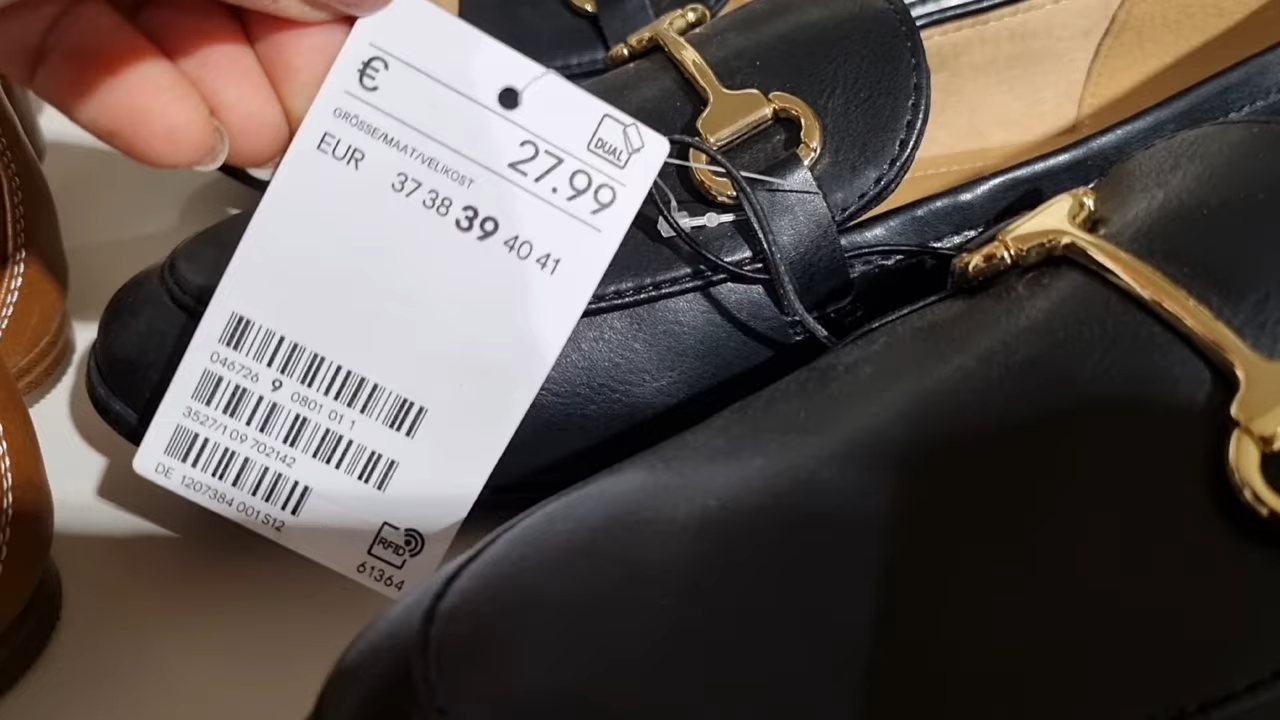 € 27.99
DUAL
GRÖSSE/MAAT/VELIKOST
EUR 37 38 39 40 41
046726 9 0801 01 1
3527/1 09 702142
DE 1207384 001 S12
RFID
61364